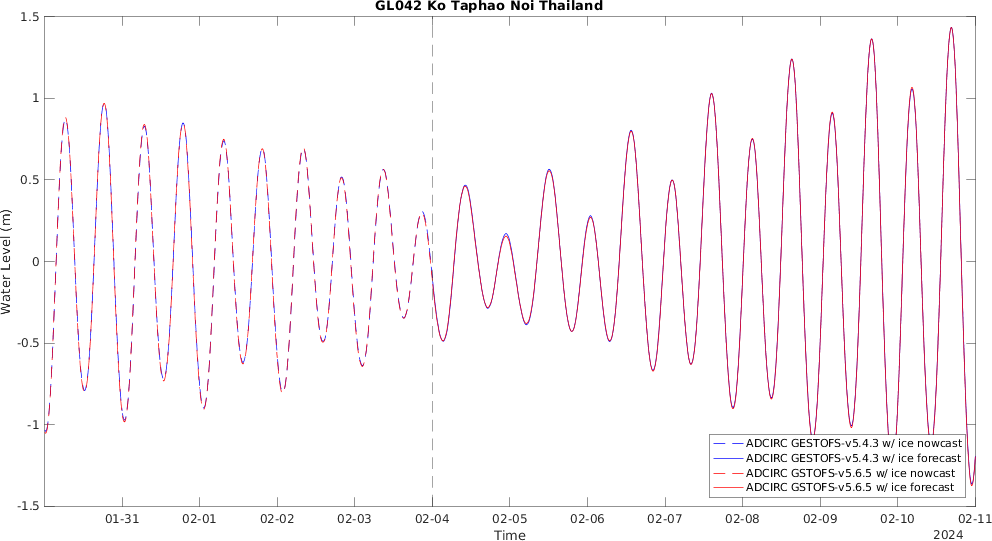 GL042 Ko Taphao Noi Thailand
Water Level (m)
1.5
1
0.5
0
-0.5
-1
-1.5
ADCIRC GESTOFS-v5.4.3 w/ ice nowcast
ADCIRC GESTOFS-v5.4.3 w/ ice forecast
ADCIRC GSTOFS-v5.6.5 w/ ice nowcast
ADCIRC GSTOFS-v5.6.5 w/ ice forecast
01-31 02-01 02-02 02-03 02-04 02-05 02-06 02-07 02-08 02-09 02-10 02-11
Time
2024